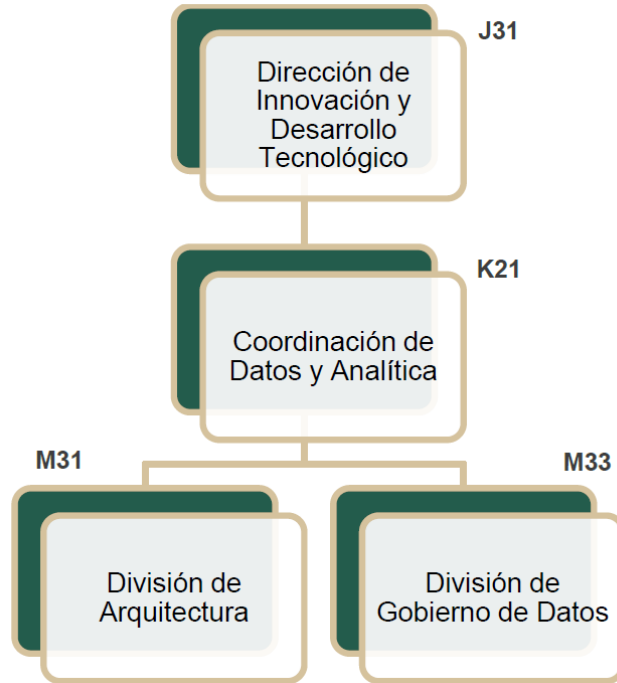 J31
Dirección de
Innovación y
Desarrollo
Tecnológico
K21
Coordinación de
Datos y Analítica
M31
División de
Arquitectura
M33
División de
Gobierno de Datos